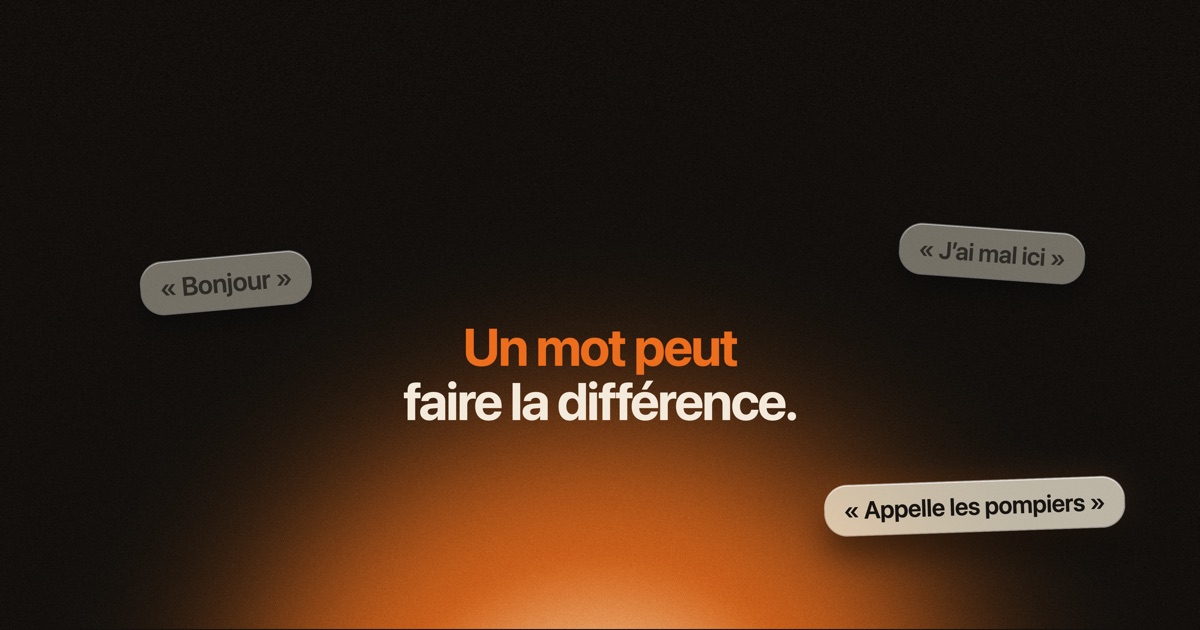 « Bonjour »
« J’ai mal ici »
Un mot peut
faire la différence.
« Appelle les pompiers »